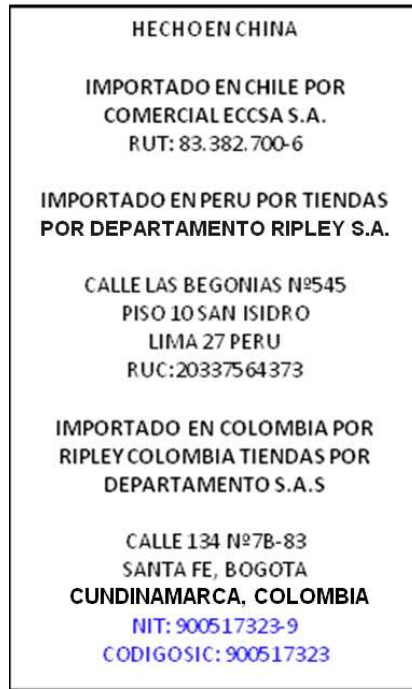 HECHO EN CHINA
IMPORTADO EN CHILE POR
COMERCIAL ECCSA S.A.
RUT: 83.382.700-6
IMPORTADO EN PERU POR TIENDAS
POR DEPARTAMENTO RIPLEY S.A.
CALLE LAS BEGONIAS Nº545
PISO 10 SAN ISIDRO
LIMA 27 PERU
RUC:20337564373
IMPORTADO EN COLOMBIA POR
RIPLEY COLOMBIA TIENDAS POR
DEPARTAMENTO S.A.S
CALLE 134 Nº7B-83
SANTA FE, BOGOTA
CUNDINAMARCA, COLOMBIA
NIT: 900517323-9
CODIGOSIC: 900517323